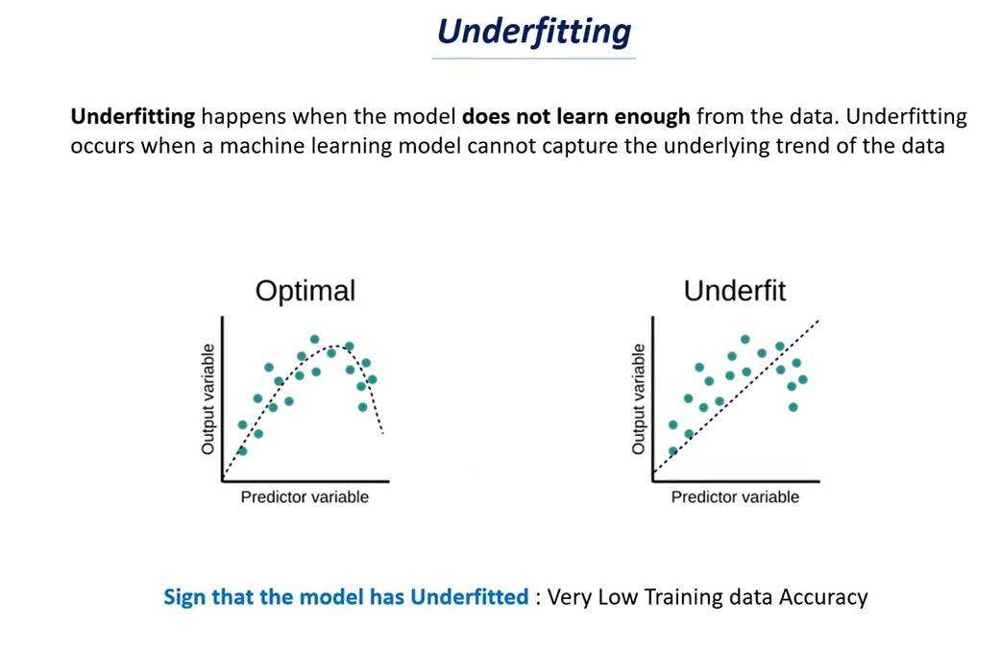 Underfitting
Underfitting happens when the model does not learn enough from the data. Underfitting
occurs when a machine learning model cannot capture the underlying trend of the data
Optimal
Output variable
Predictor variable
Underfit
Output variable
Predictor variable
Sign that the model has Underfitted : Very Low Training data Accuracy